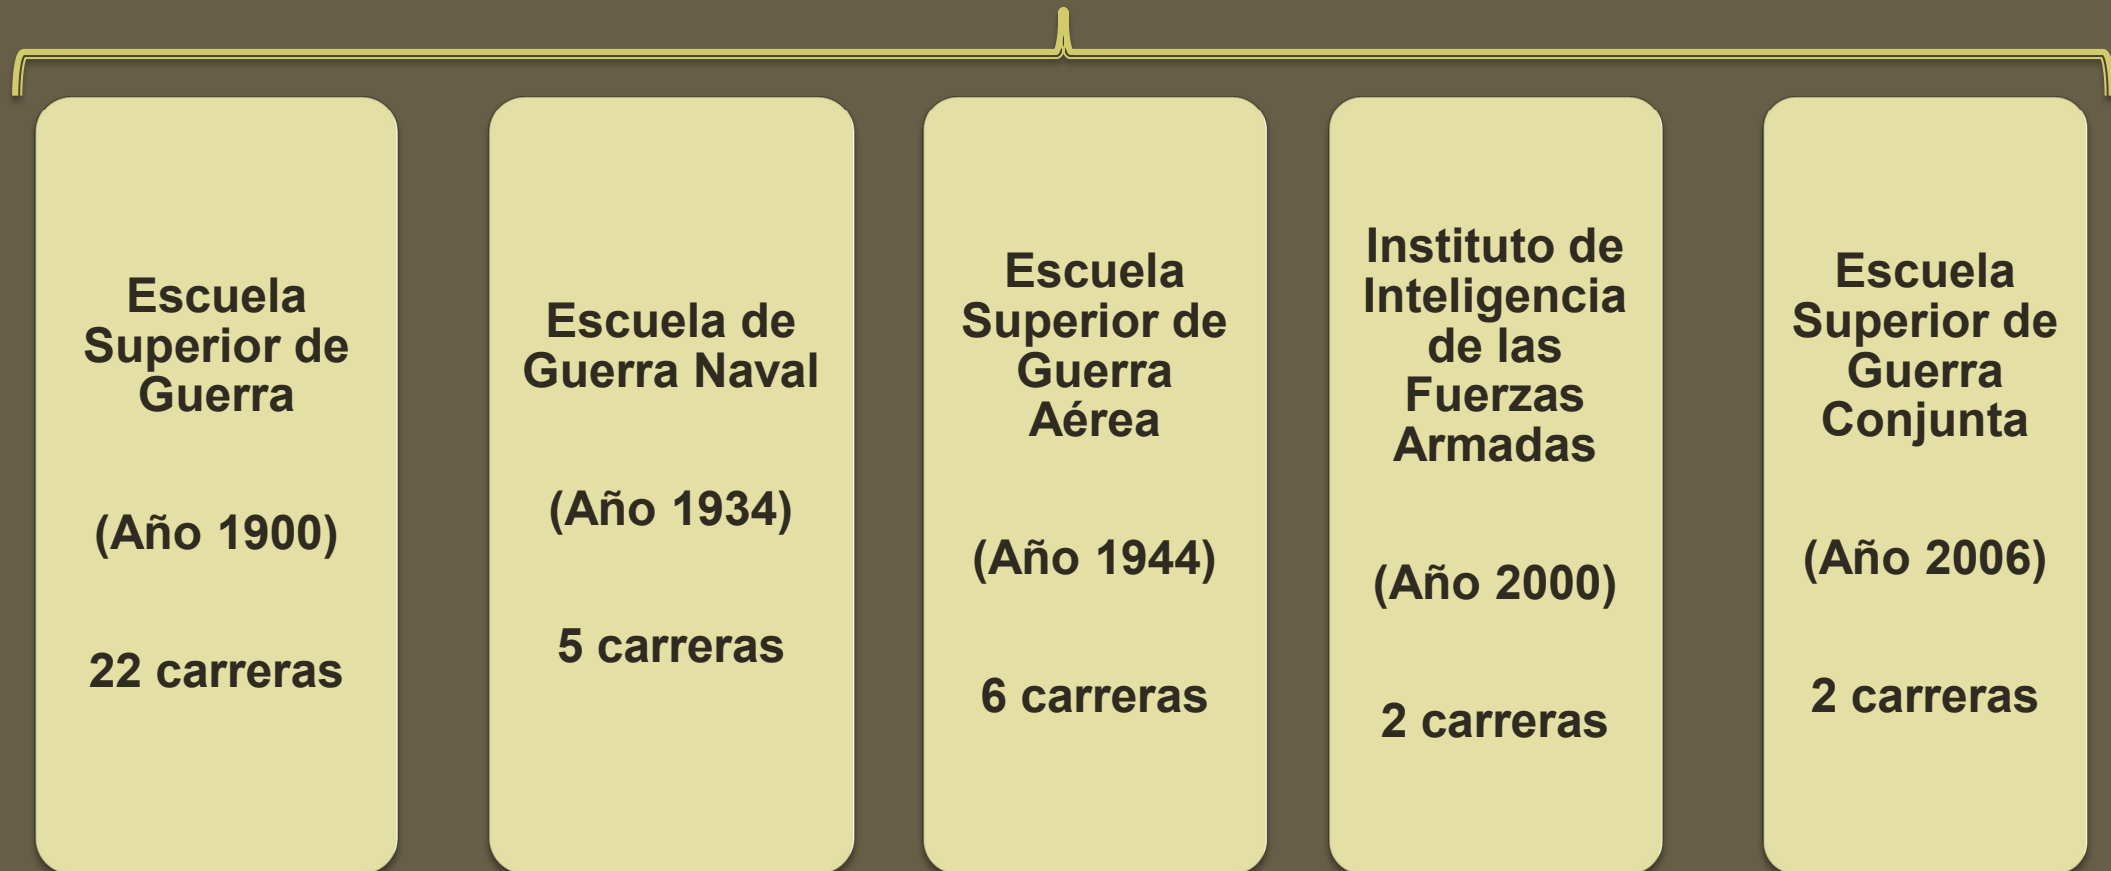 Escuela
Superior de
Guerra
(Año 1900)
22 carreras
Escuela de
Guerra Naval
(Año 1934)
5 carreras
Escuela
Superior de
Guerra
Aérea
(Año 1944)
6 carreras
Instituto de
Inteligencia
de las
Fuerzas
Armadas
(Año 2000)
2 carreras
Escuela
Superior de
Guerra
Conjunta
(Año 2006)
2 carreras